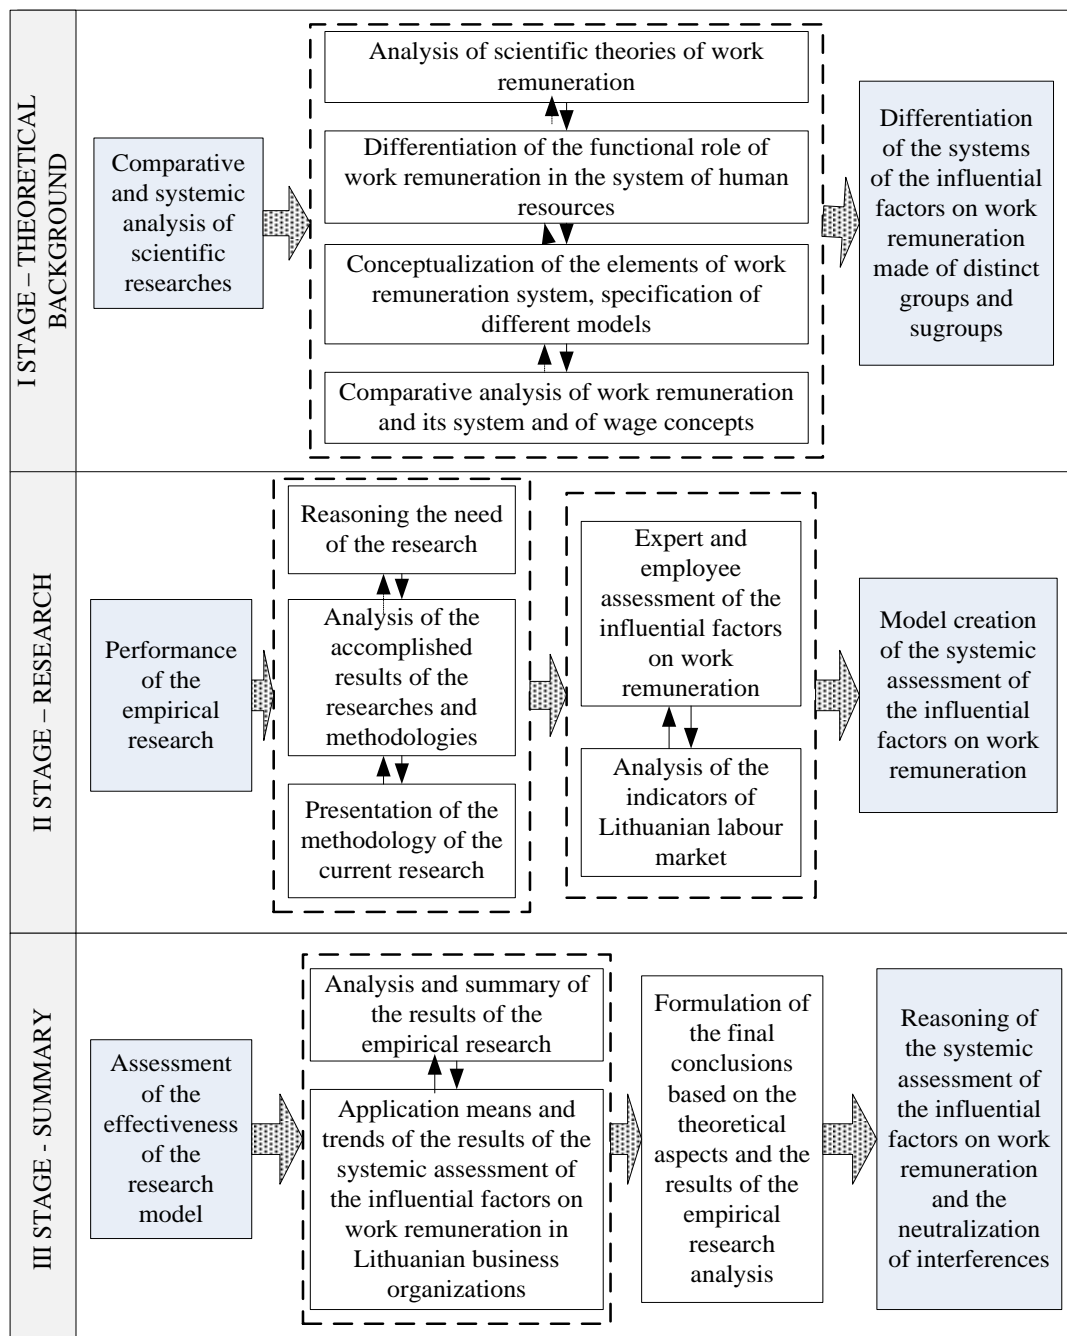 I STAGE – THEORETICAL
BACKGROUND
Comparative
and systemic
analysis of
scientific
researches
Analysis of scientific theories of work
remuneration
Differentiation of the functional role of
work remuneration in the system of human
resources
Conceptualization of the elements of work
remuneration system, specification of
different models
Comparative analysis of work remuneration
and its system and of wage concepts
Differentiation
of the systems
of the influential
factors on work
remuneration
made of distinct
groups and
sugroups
II STAGE – RESEARCH
Performance
of the
empirical
research
Reasoning the need
of the research
Analysis of the
accomplished
results of the
researches and
methodologies
Presentation of the
methodology of the
current research
Expert and
employee
assessment of the
influential factors
on work
remuneration
Analysis of the
indicators of
Lithuanian labour
market
Model creation
of the systemic
assessment of
the influential
factors on work
remuneration
III STAGE - SUMMARY
Assessment
of the
effectiveness
of the
research
model
Analysis and summary of
the results of the
empirical research
Application means and
trends of the results of the
systemic assessment of
the influential factors on
work remuneration in
Lithuanian business
organizations
Formulation of
the final
conclusions
based on the
theoretical
aspects and the
results of the
empirical
research
analysis
Reasoning of
the systemic
assessment of
the influential
factors on work
remuneration
and the
neutralization
of interferences